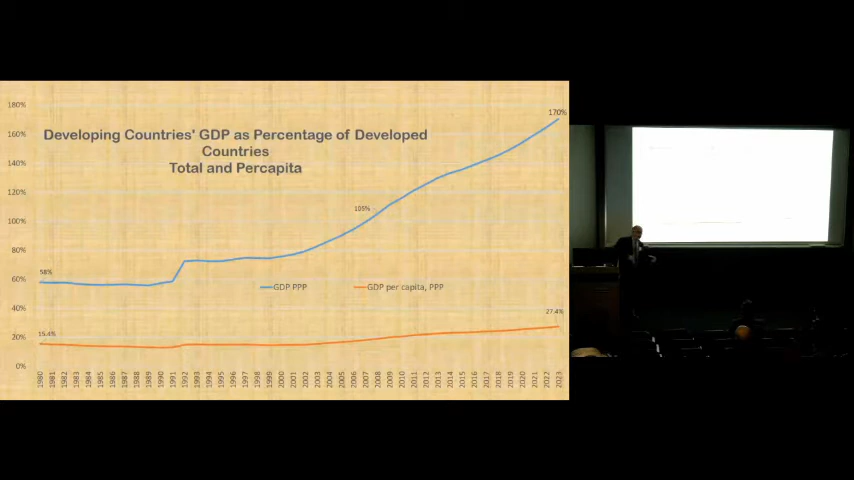 180%
160%
140%
120%
100%
80%
60%
40%
20%
0%
Developing Countries' GDP as Percentage of Developed
Countries
Total and Percapita
170%
105%
58%
GDP PPP
GDP per capita, PPP
27.4%
15.4%
1980 1981 1982 1983 1984 1985 1986 1987 1988 1989 1990 1991 1992 1993 1994 1995 1996 1997 1998 1999 2000 2001 2002 2003 2004 2005 2006 2007 2008 2009 2010 2011 2012 2013 2014 2015 2016 2017 2018 2019 2020 2021 2022 2023